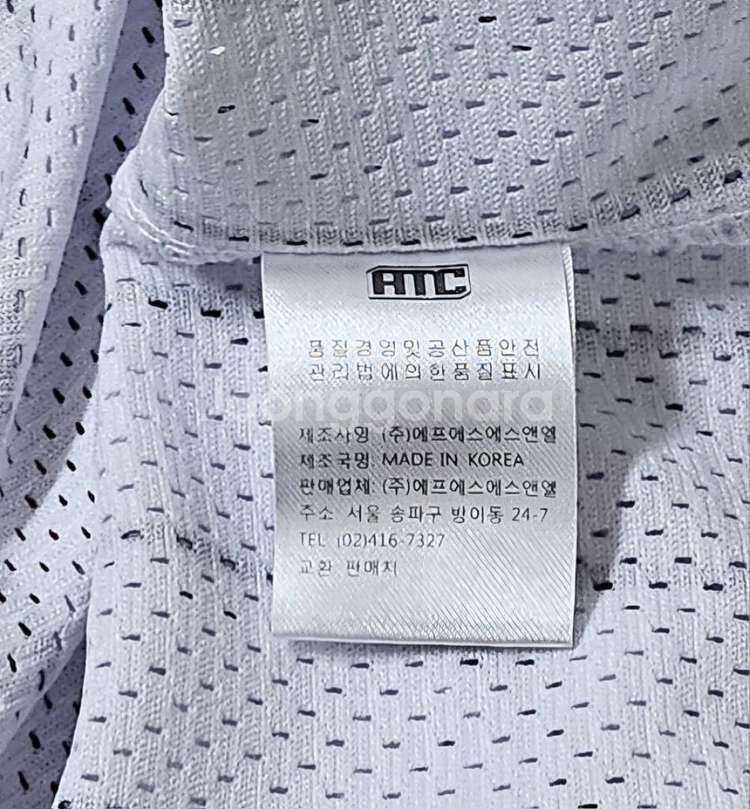 AMC
품질경영및공산품안전
관리법에의한품질표시
joonggonara
제조사명 (주)에프에스에스앤엘
제조국명: MADE IN KOREA
판매업체: (주)에프에스에스앤엘
주소 서울 송파구 방이동 24-7
TEL (02)416-7327
교환 판매처